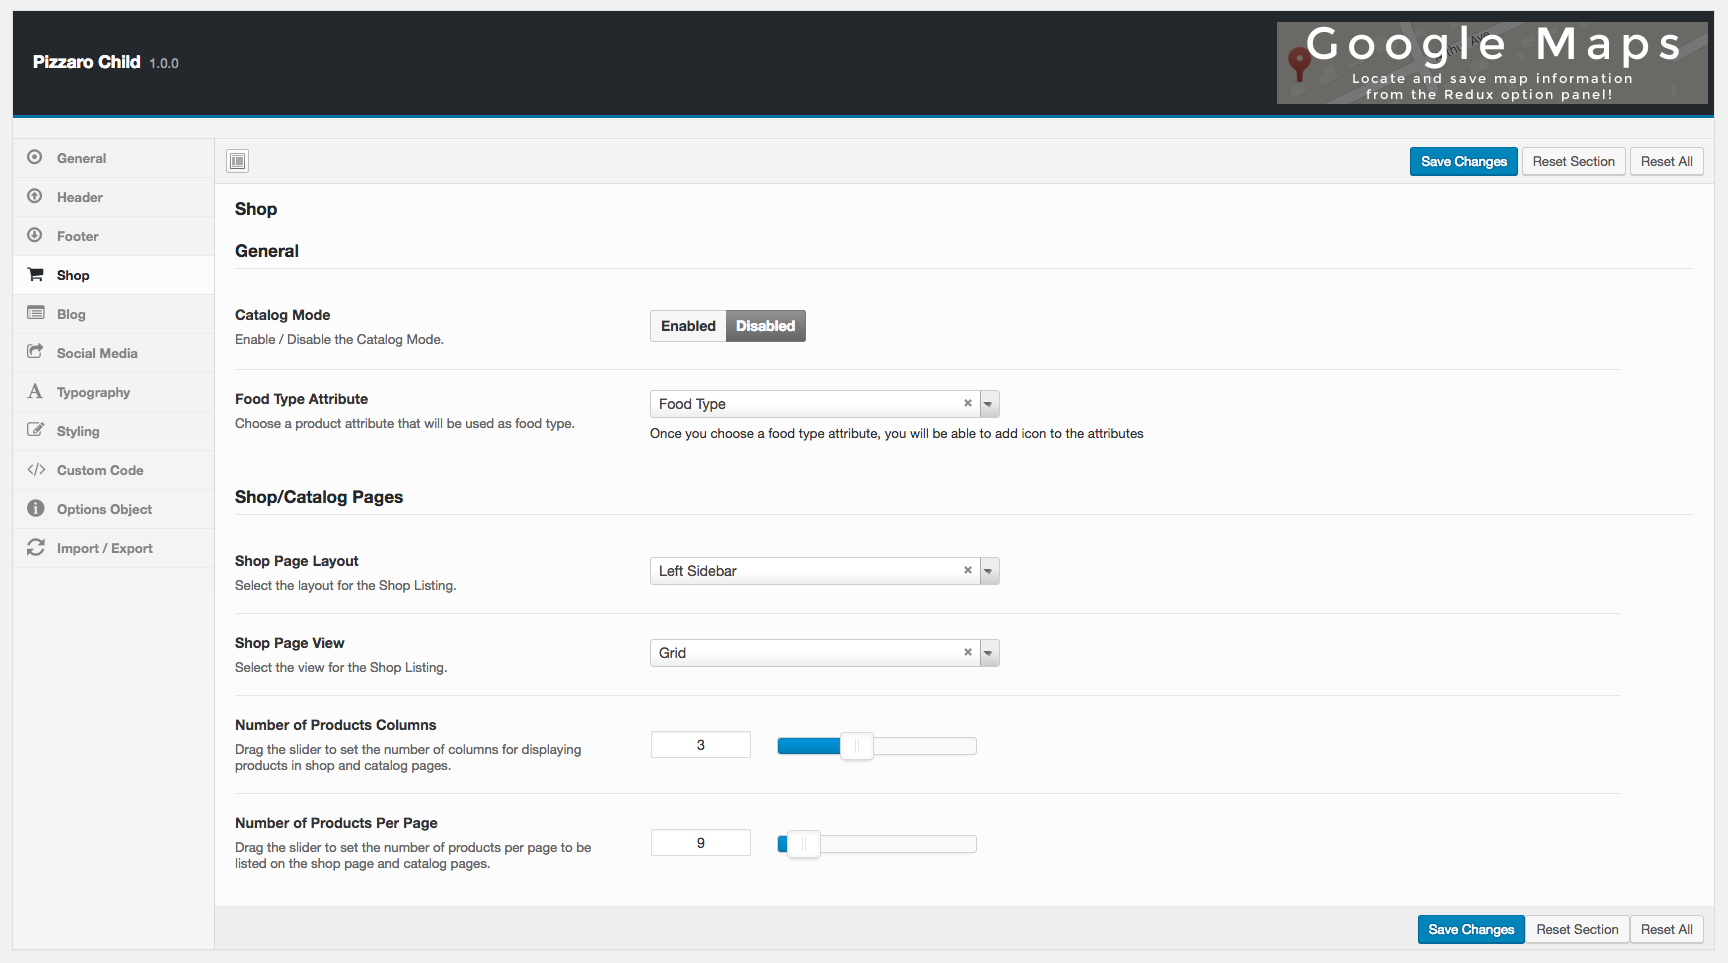 Pizzaro Child 1.0.0
Google Maps
Locate and save map information
from the Redux option panel!
General
Header
Footer
Shop
Blog
Social Media
Typography
Styling
Custom Code
Options Object
Import / Export
Save Changes Reset Section Reset All
Shop
General
Catalog Mode
Enable / Disable the Catalog Mode.
Enabled Disabled
Food Type Attribute
Choose a product attribute that will be used as food type.
Food Type
Once you choose a food type attribute, you will be able to add icon to the attributes
Shop/Catalog Pages
Shop Page Layout
Select the layout for the Shop Listing.
Left Sidebar
Shop Page View
Select the view for the Shop Listing.
Grid
Number of Products Columns
Drag the slider to set the number of columns for displaying
products in shop and catalog pages.
3
Number of Products Per Page
Drag the slider to set the number of products per page to be
listed on the shop page and catalog pages.
9
Save Changes Reset Section Reset All